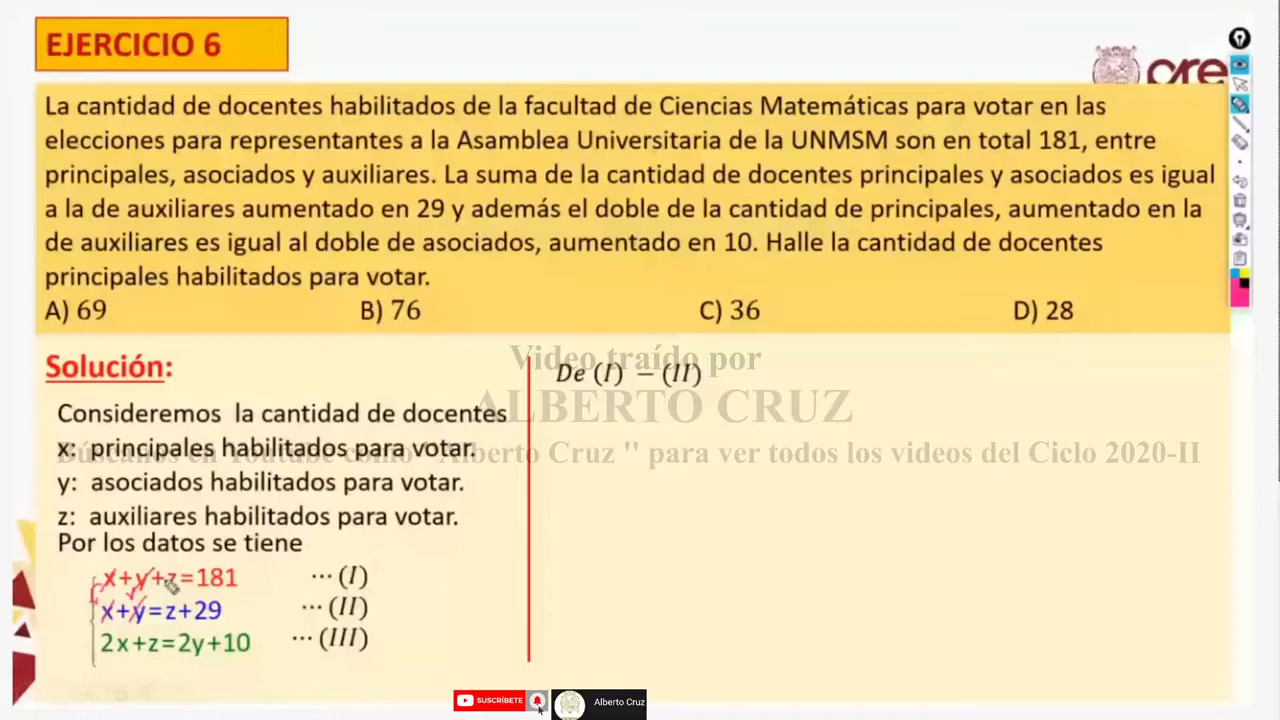 EJERCICIO 6
cre
La cantidad de docentes habilitados de la facultad de Ciencias Matemáticas para votar en las
elecciones para representantes a la Asamblea Universitaria de la UNMSM son en total 181, entre
principales, asociados y auxiliares. La suma de la cantidad de docentes principales y asociados es igual
a la de auxiliares aumentado en 29 y además el doble de la cantidad de principales, aumentado en la
de auxiliares es igual al doble de asociados, aumentado en 10. Halle la cantidad de docentes
principales habilitados para votar.
A) 69 B) 76 C) 36 D) 28
Solución:
Consideremos la cantidad de docentes
x: principales habilitados para votar.
y: asociados habilitados para votar.
z: auxiliares habilitados para votar.
Por los datos se tiene
x+y+z=181 ⋯ (I)
x+y=z+29 ⋯ (II)
2x+z=2y+10 ⋯ (III)
De (I) − (II)
Video traído por
ALBERTO CRUZ
Búscanos en Youtube como "Alberto Cruz " para ver todos los videos del Ciclo 2020-II
SUSCRÍBETE
Alberto Cruz